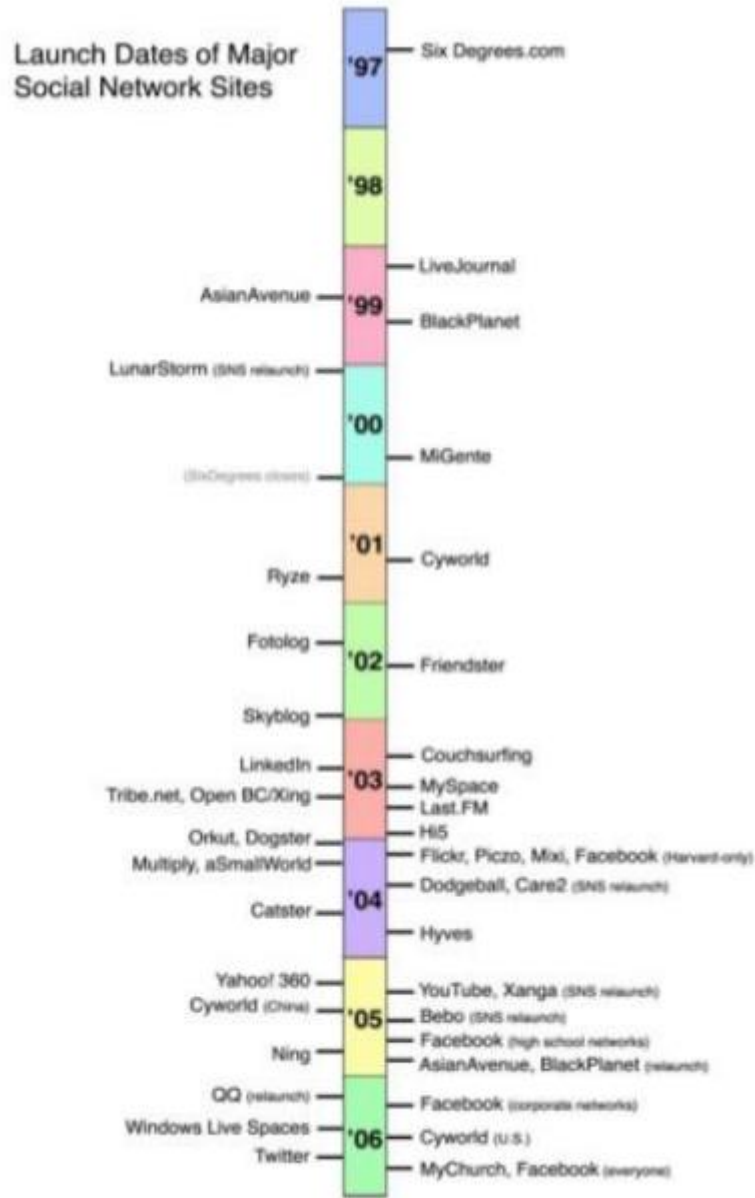 Launch Dates of Major
Social Network Sites
'97
Six Degrees.com
'98
LiveJournal
AsianAvenue
'99
BlackPlanet
LunarStorm (SNS relaunch)
'00
MiGente
(SixDegrees closes)
'01
Cyworld
Ryze
Fotolog
'02
Friendster
Skyblog
Couchsurfing
LinkedIn
'03
MySpace
Tribe.net, Open BC/Xing
Last.FM
Hi5
Orkut, Dogster
Flickr, Piczo, Mixi, Facebook (Harvard-only)
Multiply, aSmallWorld
Dodgeball, Care2 (SNS relaunch)
'04
Catster
Hyves
Yahoo! 360
YouTube, Xanga (SNS relaunch)
Cyworld (China)
Bebo (SNS relaunch)
'05
Facebook (high school networks)
Ning
AsianAvenue, BlackPlanet (relaunch)
QQ (relaunch)
Facebook (corporate networks)
Windows Live Spaces
'06
Cyworld (U.S.)
Twitter
MyChurch, Facebook (everyone)